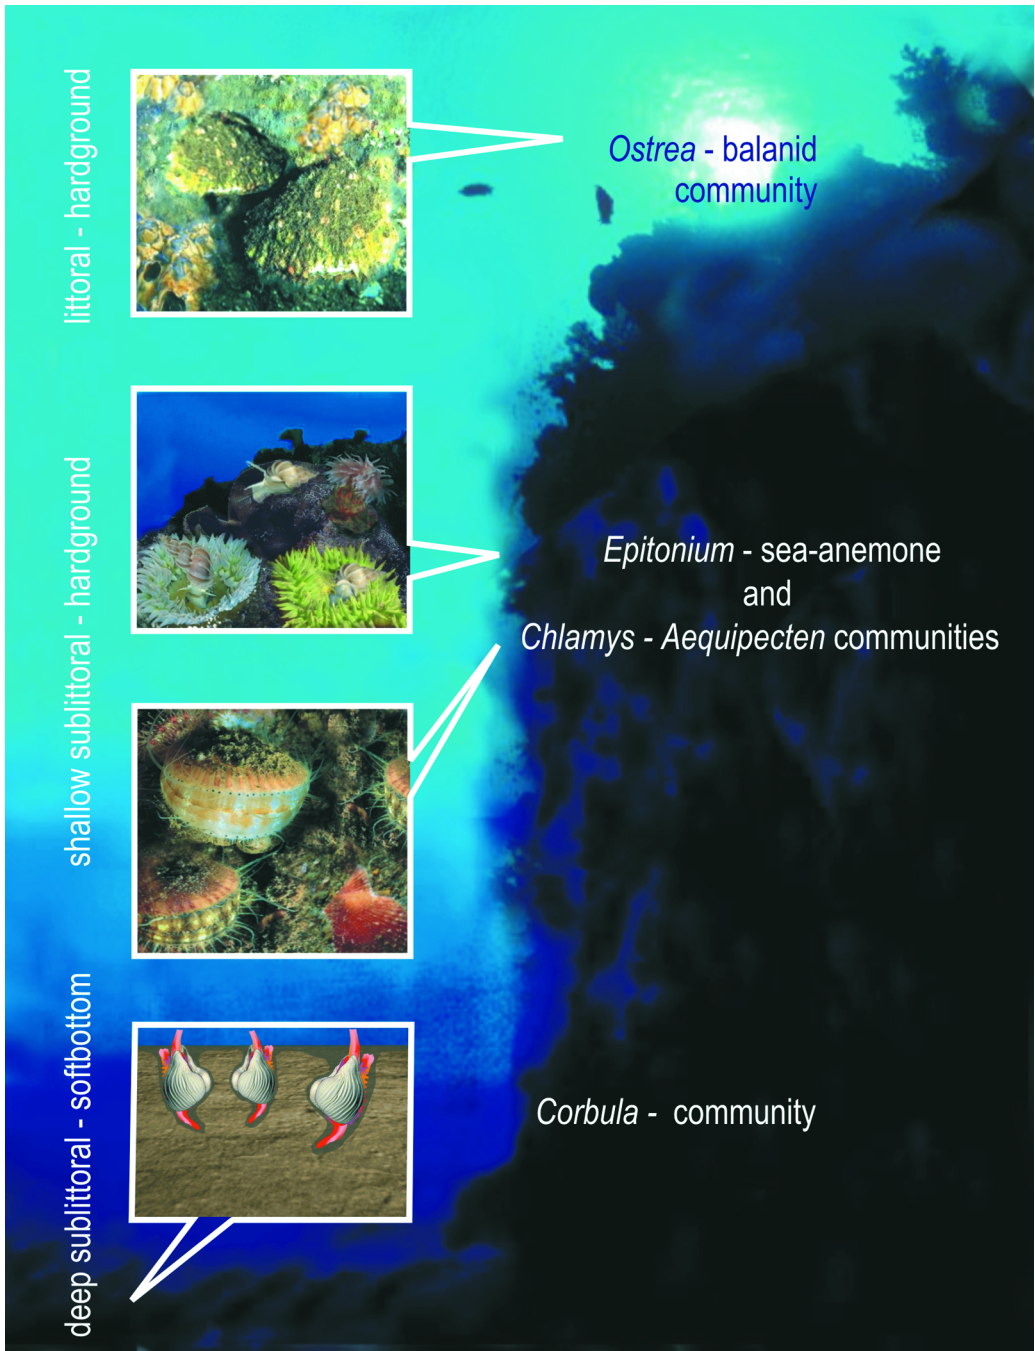 littoral - hardground
Ostrea - balanid
community
shallow sublittoral - hardground
Epitonium - sea-anemone
and
Chlamys - Aequipecten communities
deep sublittoral - softbottom
Corbula - community